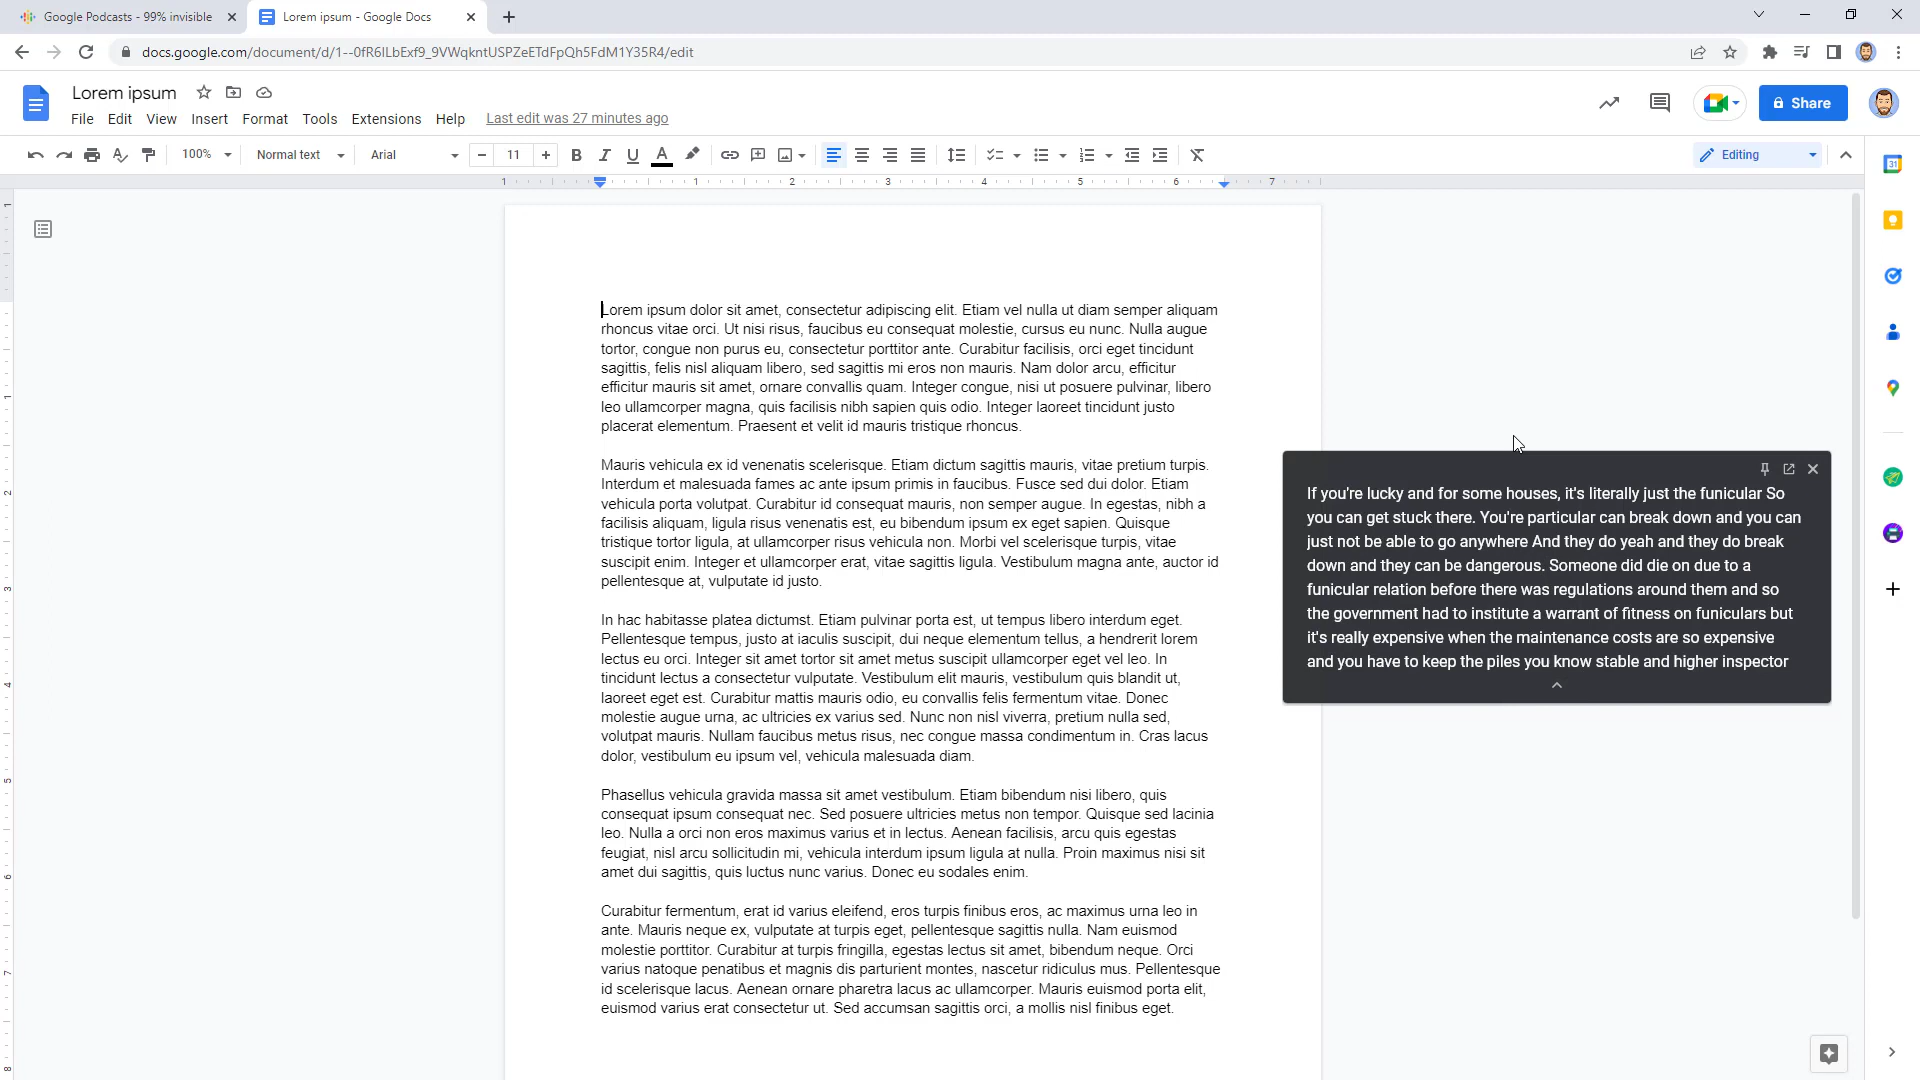 Google Podcasts - 99% invisible
Lorem ipsum - Google Docs
docs.google.com/document/d/1--0fR6ILbExf9_9VWqkntUSPZeETdFpQh5FdM1Y35R4/edit
Lorem ipsum
File Edit View Insert Format Tools Extensions Help Last edit was 27 minutes ago
Share
100% Normal text Arial 11 Editing
1 1 2 3 4 5 6 7
Lorem ipsum dolor sit amet, consectetur adipiscing elit. Etiam vel nulla ut diam semper aliquam
rhoncus vitae orci. Ut nisi risus, faucibus eu consequat molestie, cursus eu nunc. Nulla augue
tortor, congue non purus eu, consectetur porttitor ante. Curabitur facilisis, orci eget tincidunt
sagittis, felis nisl aliquam libero, sed sagittis mi eros non mauris. Nam dolor arcu, efficitur
efficitur mauris sit amet, ornare convallis quam. Integer congue, nisi ut posuere pulvinar, libero
leo ullamcorper magna, quis facilisis nibh sapien quis odio. Integer laoreet tincidunt justo
placerat elementum. Praesent et velit id mauris tristique rhoncus.
Mauris vehicula ex id venenatis scelerisque. Etiam dictum sagittis mauris, vitae pretium turpis.
Interdum et malesuada fames ac ante ipsum primis in faucibus. Fusce sed dui dolor. Etiam
vehicula porta volutpat. Curabitur id consequat mauris, non semper augue. In egestas, nibh a
facilisis aliquam, ligula risus venenatis est, eu bibendum ipsum ex eget sapien. Quisque
tristique tortor ligula, at ullamcorper risus vehicula non. Morbi vel scelerisque turpis, vitae
suscipit enim. Integer et ullamcorper erat, vitae sagittis ligula. Vestibulum magna ante, auctor id
pellentesque at, vulputate id justo.
In hac habitasse platea dictumst. Etiam pulvinar porta est, ut tempus libero interdum eget.
Pellentesque tempus, justo at iaculis suscipit, dui neque elementum tellus, a hendrerit lorem
lectus eu orci. Integer sit amet tortor sit amet metus suscipit ullamcorper eget vel leo. In
tincidunt lectus a consectetur vulputate. Vestibulum elit mauris, vestibulum quis blandit ut,
laoreet eget est. Curabitur mattis mauris odio, eu convallis felis fermentum vitae. Donec
molestie augue urna, ac ultricies ex varius sed. Nunc non nisl viverra, pretium nulla sed,
volutpat mauris. Nullam faucibus metus risus, nec congue massa condimentum in. Cras lacus
dolor, vestibulum eu ipsum vel, vehicula malesuada diam.
Phasellus vehicula gravida massa sit amet vestibulum. Etiam bibendum nisi libero, quis
consequat ipsum consequat nec. Sed posuere ultricies metus non tempor. Quisque sed lacinia
leo. Nulla a orci non eros maximus varius et in lectus. Aenean facilisis, arcu quis egestas
feugiat, nisl arcu sollicitudin mi, vehicula interdum ipsum ligula at nulla. Proin maximus nisi sit
amet dui sagittis, quis luctus nunc varius. Donec eu sodales enim.
Curabitur fermentum, erat id varius eleifend, eros turpis finibus eros, ac maximus urna leo in
ante. Mauris neque ex, vulputate at turpis eget, pellentesque sagittis nulla. Nam euismod
molestie porttitor. Curabitur at turpis fringilla, egestas lectus sit amet, bibendum neque. Orci
varius natoque penatibus et magnis dis parturient montes, nascetur ridiculus mus. Pellentesque
id scelerisque lacus. Aenean ornare pharetra lacus ac ullamcorper. Mauris euismod porta elit,
euismod varius erat consectetur ut. Sed accumsan sagittis orci, a mollis nisl finibus eget.
If you're lucky and for some houses, it's literally just the funicular So
you can get stuck there. You're particular can break down and you can
just not be able to go anywhere And they do yeah and they do break
down and they can be dangerous. Someone did die on due to a
funicular relation before there was regulations around them and so
the government had to institute a warrant of fitness on funiculars but
it's really expensive when the maintenance costs are so expensive
and you have to keep the piles you know stable and higher inspector
31
1
1
2
3
4
5
6
7
8